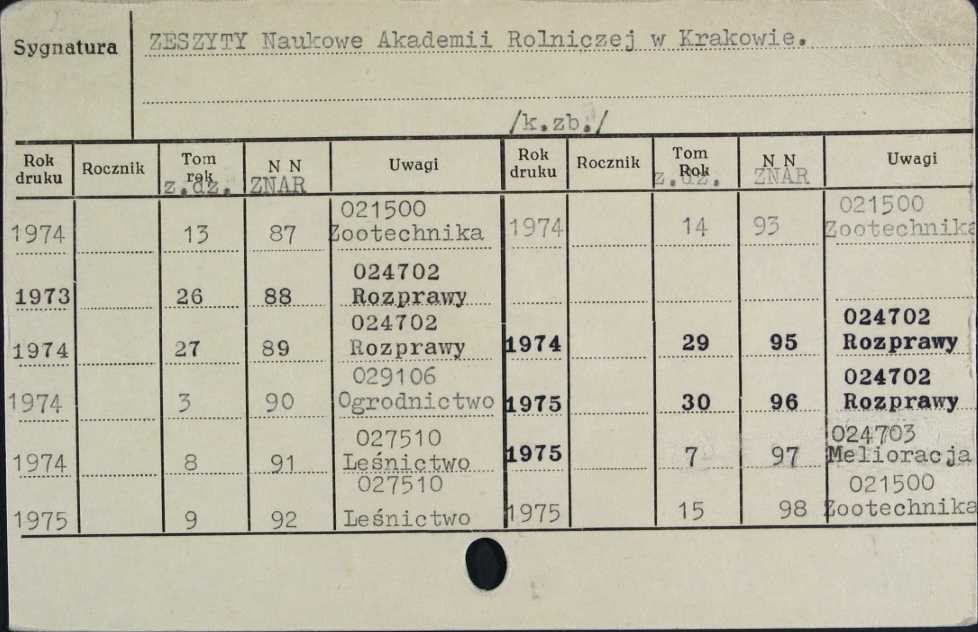 Sygnatura ZESZYTY Naukowe Akademii Rolniczej w Krakowie.
/k.zb./
Rok druku Rocznik Tom rok z.dz. N N ZNAR Uwagi Rok druku Rocznik Tom Rok z.dz. N N ZNAR Uwagi
021500 021500
1974 13 87 Zootechnika 1974 14 93 Zootechnika
024702
1973 26 88 Rozprawy
024702 024702
1974 27 89 Rozprawy 1974 29 95 Rozprawy
029106 024702
1974 3 90 Ogrodnictwo 1975 30 96 Rozprawy
027510 024703
1974 8 91 Leśnictwo 1975 7 97 Melioracja
027510 021500
1975 9 92 Leśnictwo 1975 15 98 Zootechnika